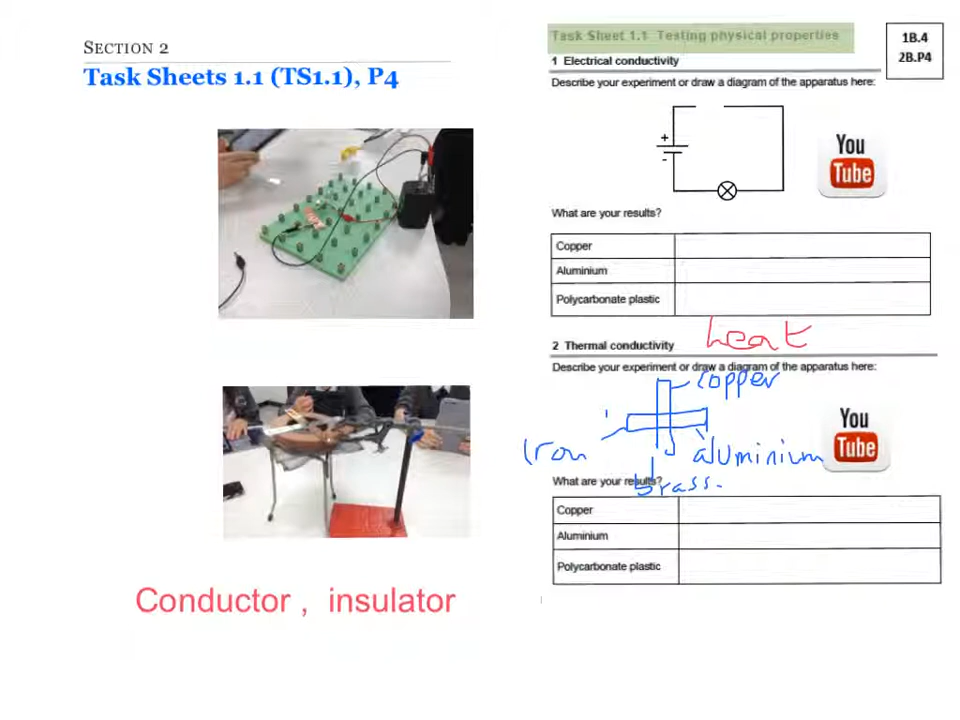 SECTION 2
Task Sheets 1.1 (TS1.1), P4
Conductor , insulator
Task Sheet 1.1 Testing physical properties
1B.4
2B.P4
1 Electrical conductivity
Describe your experiment or draw a diagram of the apparatus here:
+
-
You
Tube
What are your results?
Copper
Aluminium
Polycarbonate plastic
heat
2 Thermal conductivity
Describe your experiment or draw a diagram of the apparatus here:
copper
Iron
aluminium
brass.
You
Tube
What are your results?
Copper
Aluminium
Polycarbonate plastic